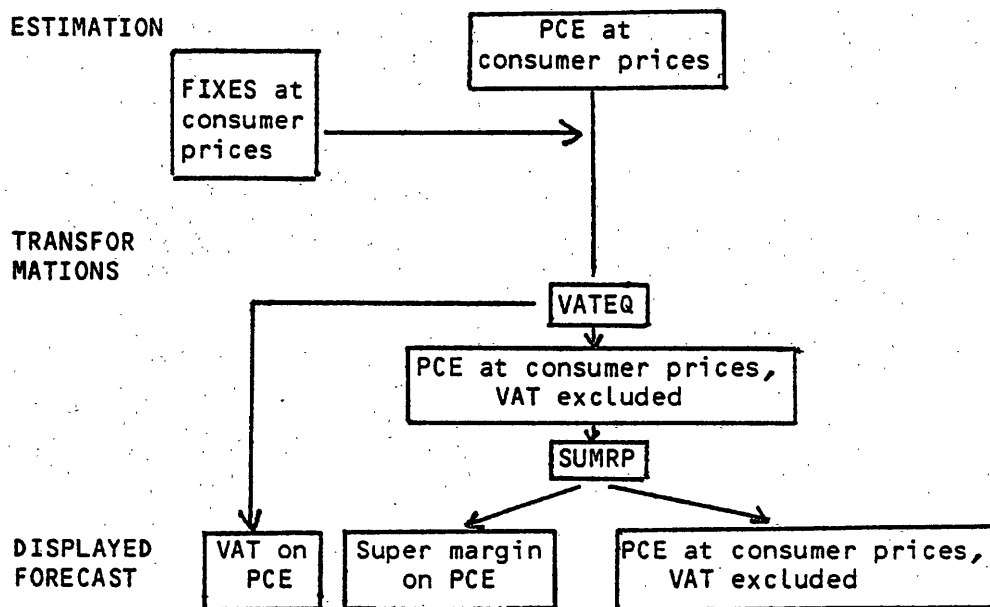 ESTIMATION
PCE at
consumer prices
FIXES at
consumer
prices
TRANSFOR
MATIONS
VATEQ
PCE at consumer prices,
VAT excluded
SUMRP
DISPLAYED
FORECAST
VAT on
PCE
Super margin
on PCE
PCE at consumer prices,
VAT excluded